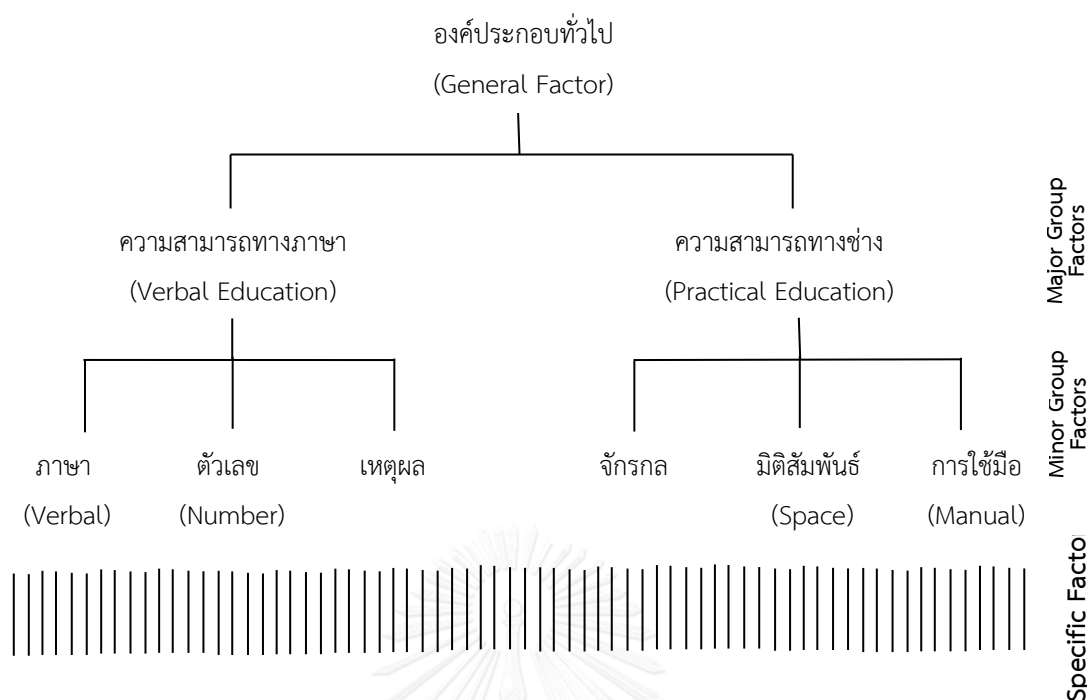 องค์ประกอบทั่วไป
(General Factor)
ความสามารถทางภาษา
(Verbal Education)
ความสามารถทางช่าง
(Practical Education)
Major Group
Factors
ภาษา
(Verbal)
ตัวเลข
(Number)
เหตุผล
จักรกล
มิติสัมพันธ์
(Space)
การใช้มือ
(Manual)
Minor Group
Factors
Specific Facto